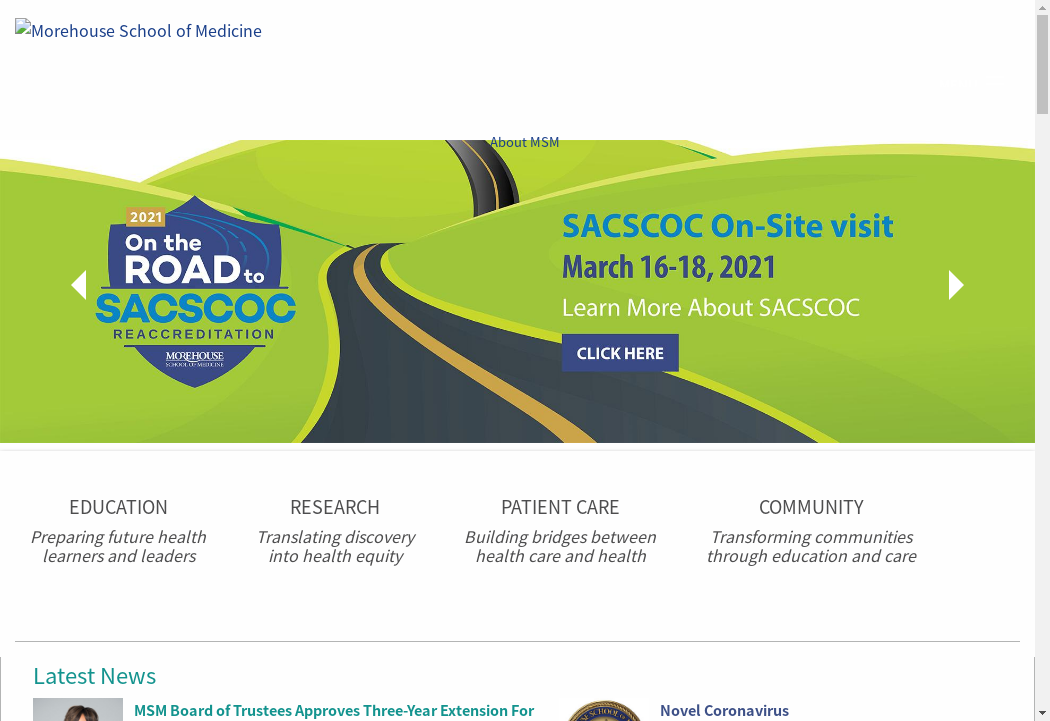 Morehouse School of Medicine
About MSM
2021
On the
ROAD to
SACSCOC
REACCREDITATION
MOREHOUSE
SCHOOL OF MEDICINE
SACSCOC On-Site visit
March 16-18, 2021
Learn More About SACSCOC
CLICK HERE
EDUCATION
Preparing future health
learners and leaders
RESEARCH
Translating discovery
into health equity
PATIENT CARE
Building bridges between
health care and health
COMMUNITY
Transforming communities
through education and care
Latest News
MSM Board of Trustees Approves Three-Year Extension For
Novel Coronavirus